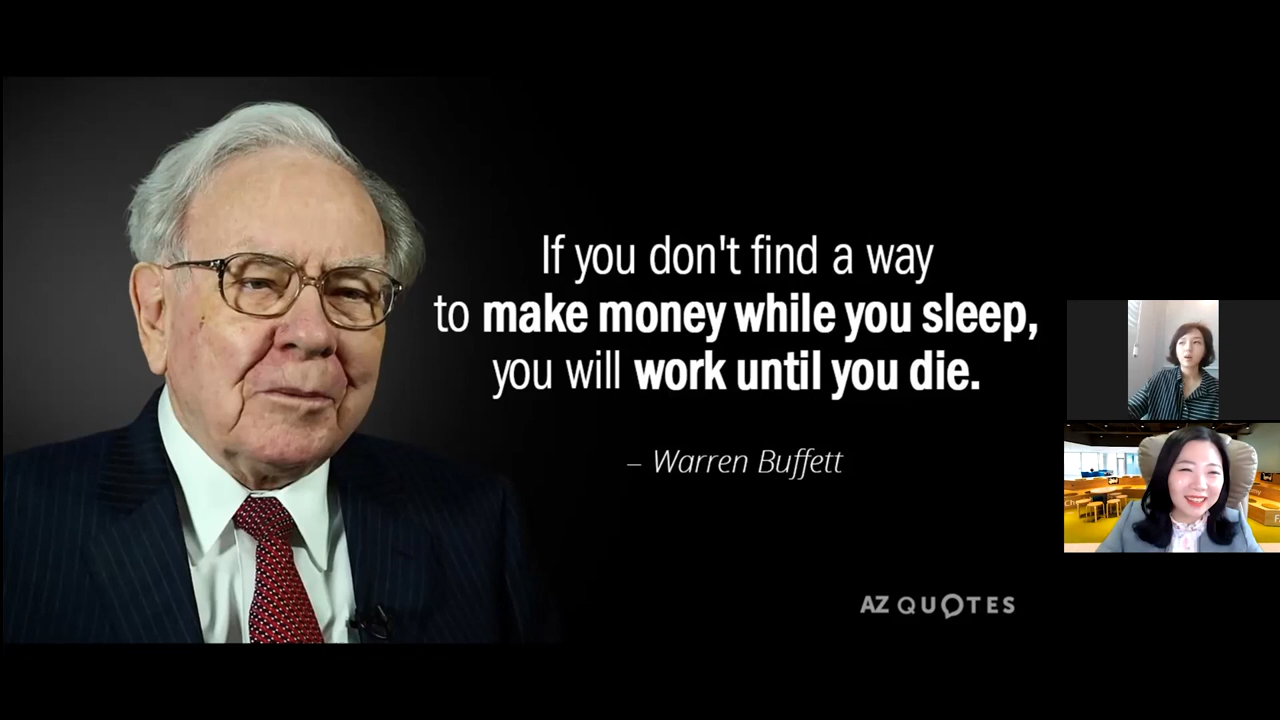 If you don't find a way
to make money while you sleep,
you will work until you die.
– Warren Buffett
AZ QUOTES